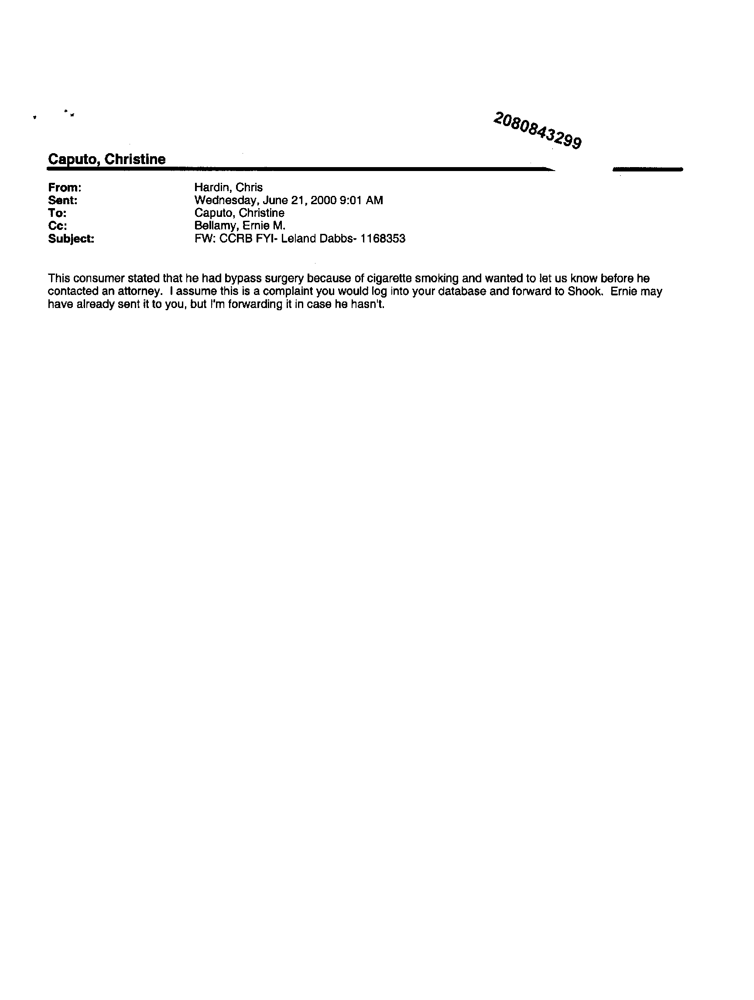 2080843299
Caputo, Christine
From: Hardin, Chris
Sent: Wednesday, June 21, 2000 9:01 AM
To: Caputo, Christine
Cc: Bellamy, Ernie M.
Subject: FW: CCRB FYI- Leland Dabbs- 1168353
This consumer stated that he had bypass surgery because of cigarette smoking and wanted to let us know before he
contacted an attorney.  I assume this is a complaint you would log into your database and forward to Shook.  Ernie may
have already sent it to you, but I'm forwarding it in case he hasn't.